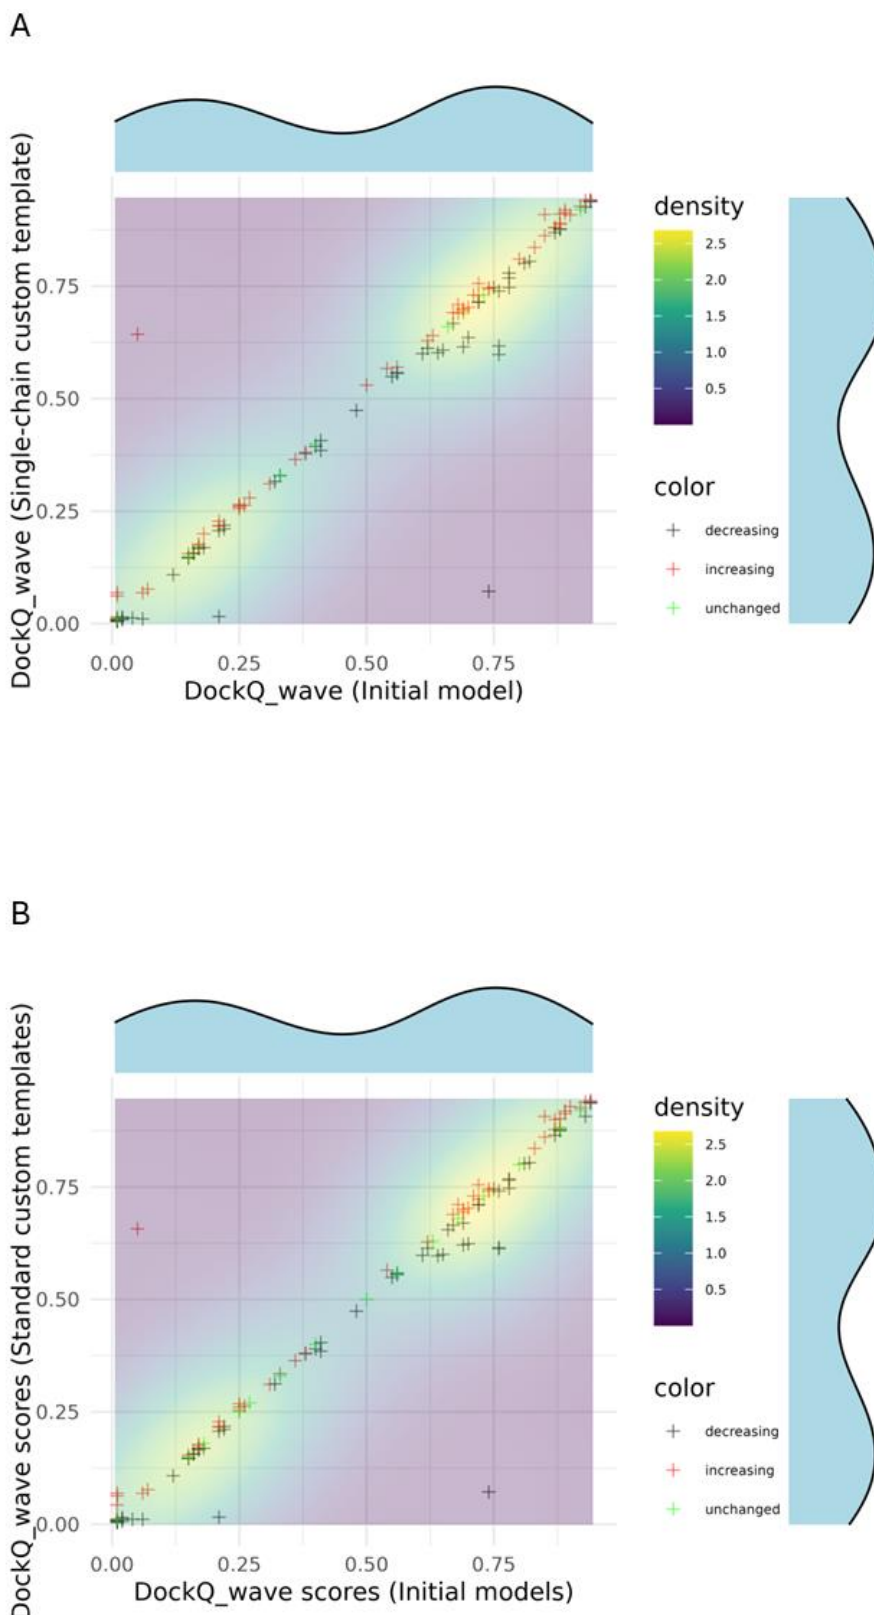 A
DockQ_wave (Single-chain custom template)
0.75
0.50
0.25
0.00
0.00 0.25 0.50 0.75
DockQ_wave (Initial model)
density
2.5
2.0
1.5
1.0
0.5
color
decreasing
increasing
unchanged
B
DockQ_wave scores (Standard custom templates)
0.75
0.50
0.25
0.00
0.00 0.25 0.50 0.75
DockQ_wave scores (Initial models)
density
2.5
2.0
1.5
1.0
0.5
color
decreasing
increasing
unchanged